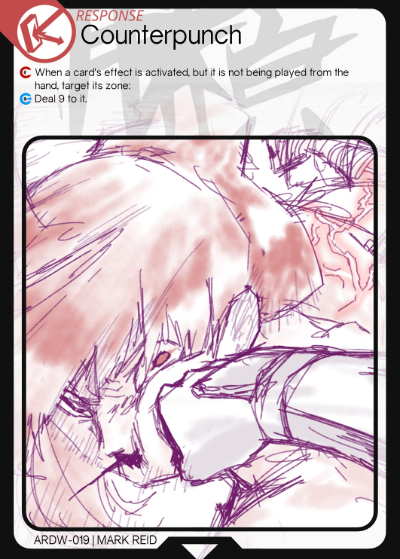 RESPONSE
Counterpunch
C When a card's effect is activated, but it is not being played from the
hand, target its zone:
Deal 9 to it.
ARDW-019 | MARK REID